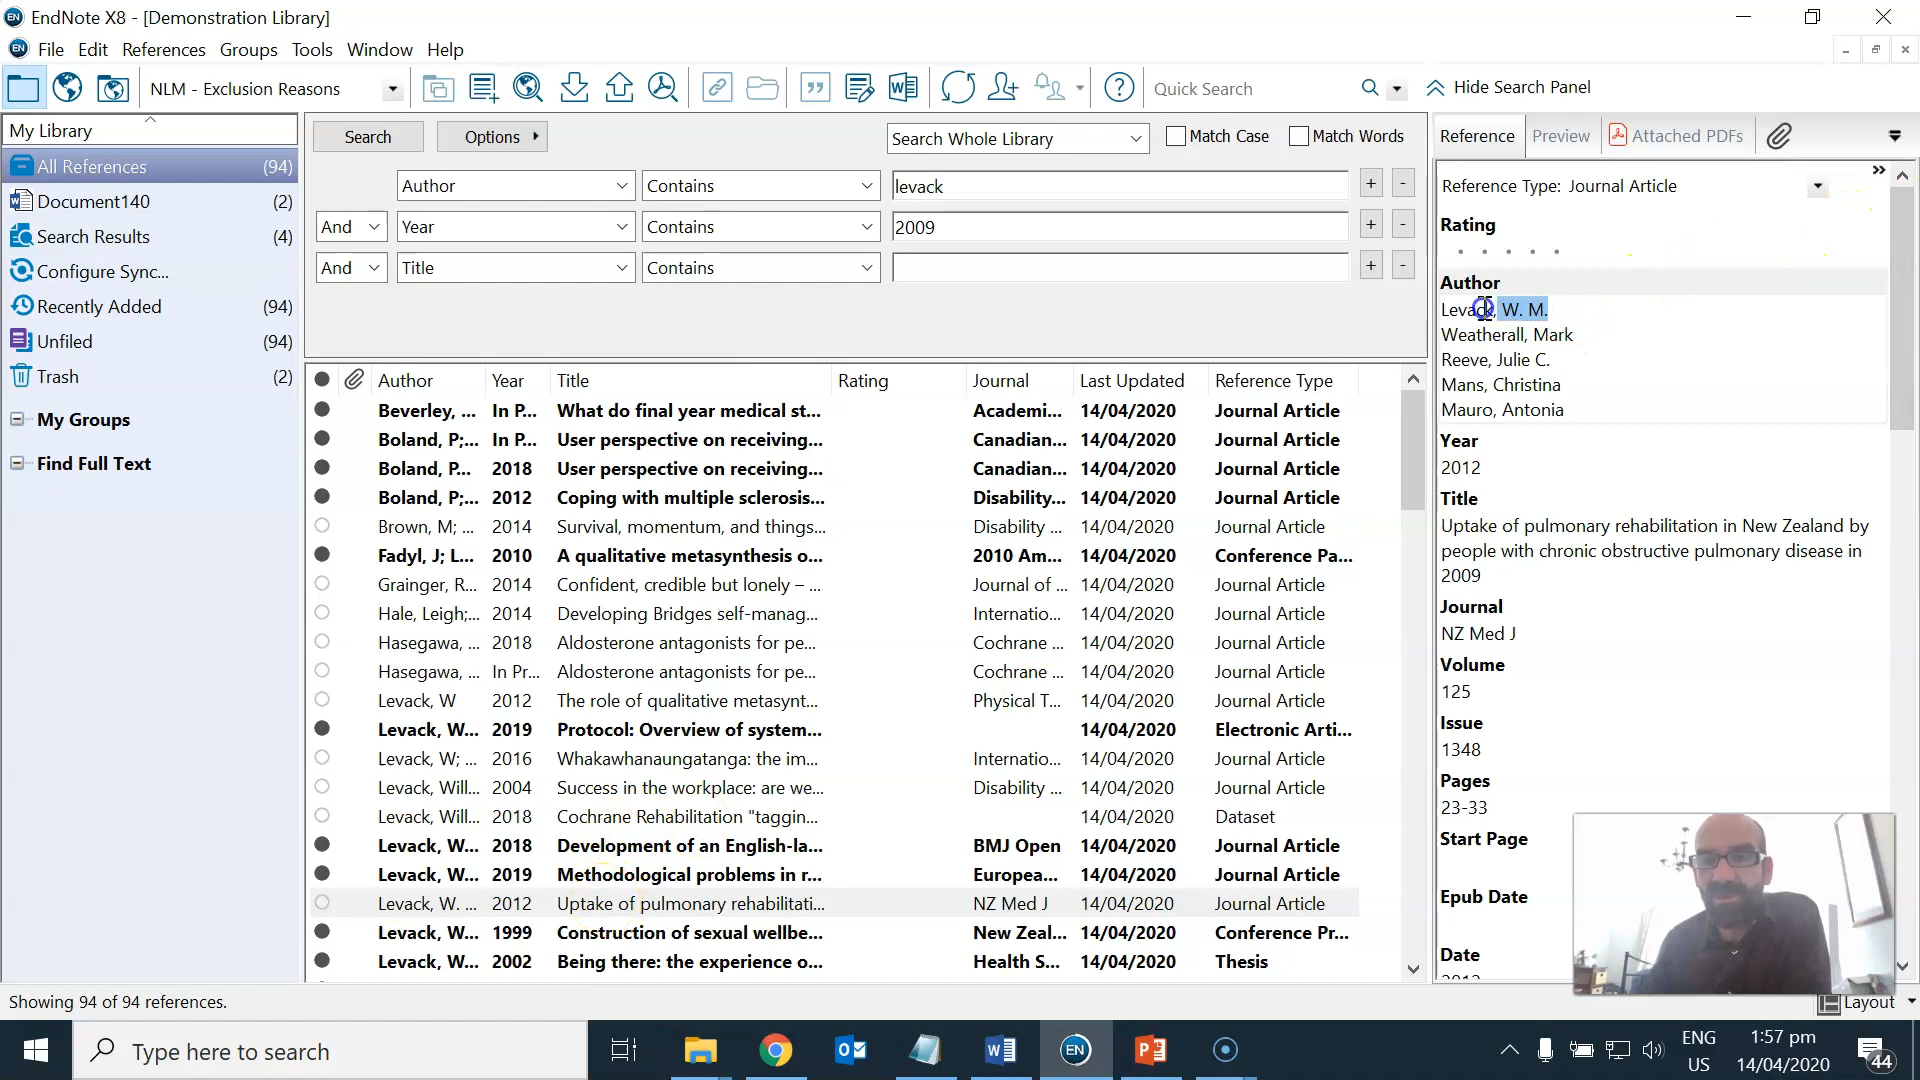 EndNote X8 - [Demonstration Library]
File Edit References Groups Tools Window Help
NLM - Exclusion Reasons
Quick Search
Hide Search Panel
My Library
All References (94)
Document140 (2)
Search Results (4)
Configure Sync...
Recently Added (94)
Unfiled (94)
Trash (2)
My Groups
Find Full Text
Search Options Search Whole Library Match Case Match Words
Author Contains levack + -
And Year Contains 2009 + -
And Title Contains + -
Author Year Title Rating Journal Last Updated Reference Type
Beverley, ... In P... What do final year medical st... Academi... 14/04/2020 Journal Article
Boland, P;... In P... User perspective on receiving... Canadian... 14/04/2020 Journal Article
Boland, P... 2018 User perspective on receiving... Canadian... 14/04/2020 Journal Article
Boland, P;... 2012 Coping with multiple sclerosis... Disability... 14/04/2020 Journal Article
Brown, M; ... 2014 Survival, momentum, and things... Disability ... 14/04/2020 Journal Article
Fadyl, J; L... 2010 A qualitative metasynthesis o... 2010 Am... 14/04/2020 Conference Pa...
Grainger, R... 2014 Confident, credible but lonely – ... Journal of ... 14/04/2020 Journal Article
Hale, Leigh;... 2014 Developing Bridges self-manag... Internatio... 14/04/2020 Journal Article
Hasegawa, ... 2018 Aldosterone antagonists for pe... Cochrane ... 14/04/2020 Journal Article
Hasegawa, ... In Pr... Aldosterone antagonists for pe... Cochrane ... 14/04/2020 Journal Article
Levack, W 2012 The role of qualitative metasynt... Physical T... 14/04/2020 Journal Article
Levack, W... 2019 Protocol: Overview of system... 14/04/2020 Electronic Arti...
Levack, W; ... 2016 Whakawhanaungatanga: the im... Internatio... 14/04/2020 Journal Article
Levack, Will... 2004 Success in the workplace: are we... Disability ... 14/04/2020 Journal Article
Levack, Will... 2018 Cochrane Rehabilitation "taggin... 14/04/2020 Dataset
Levack, W... 2018 Development of an English-la... BMJ Open 14/04/2020 Journal Article
Levack, W... 2019 Methodological problems in r... Europea... 14/04/2020 Journal Article
Levack, W. ... 2012 Uptake of pulmonary rehabilitati... NZ Med J 14/04/2020 Journal Article
Levack, W... 1999 Construction of sexual wellbe... New Zeal... 14/04/2020 Conference Pr...
Levack, W... 2002 Being there: the experience o... Health S... 14/04/2020 Thesis
Reference Preview Attached PDFs
Reference Type: Journal Article
Rating
Author
Levack, W. M.
Weatherall, Mark
Reeve, Julie C.
Mans, Christina
Mauro, Antonia
Year
2012
Title
Uptake of pulmonary rehabilitation in New Zealand by
people with chronic obstructive pulmonary disease in
2009
Journal
NZ Med J
Volume
125
Issue
1348
Pages
23-33
Start Page
Epub Date
Date
2012
Showing 94 of 94 references.
Layout
Type here to search
ENG
US
1:57 pm
14/04/2020
44